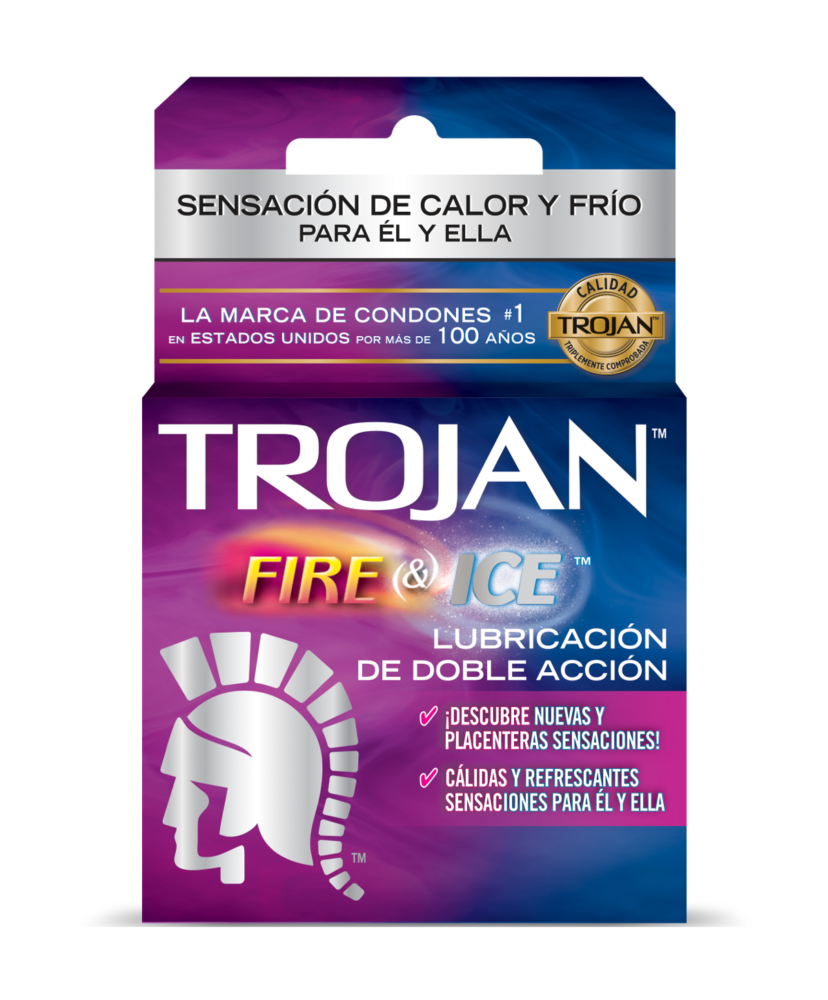 SENSACIÓN DE CALOR Y FRÍO
PARA ÉL Y ELLA
LA MARCA DE CONDONES #1
EN ESTADOS UNIDOS POR MÁS DE 100 AÑOS
CALIDAD
TROJAN™
TRIPLEMENTE COMPROBADA
TROJAN™
FIRE & ICE™
LUBRICACIÓN
DE DOBLE ACCIÓN
✓ ¡DESCUBRE NUEVAS Y
PLACENTERAS SENSACIONES!
✓ CÁLIDAS Y REFRESCANTES
SENSACIONES PARA ÉL Y ELLA
™